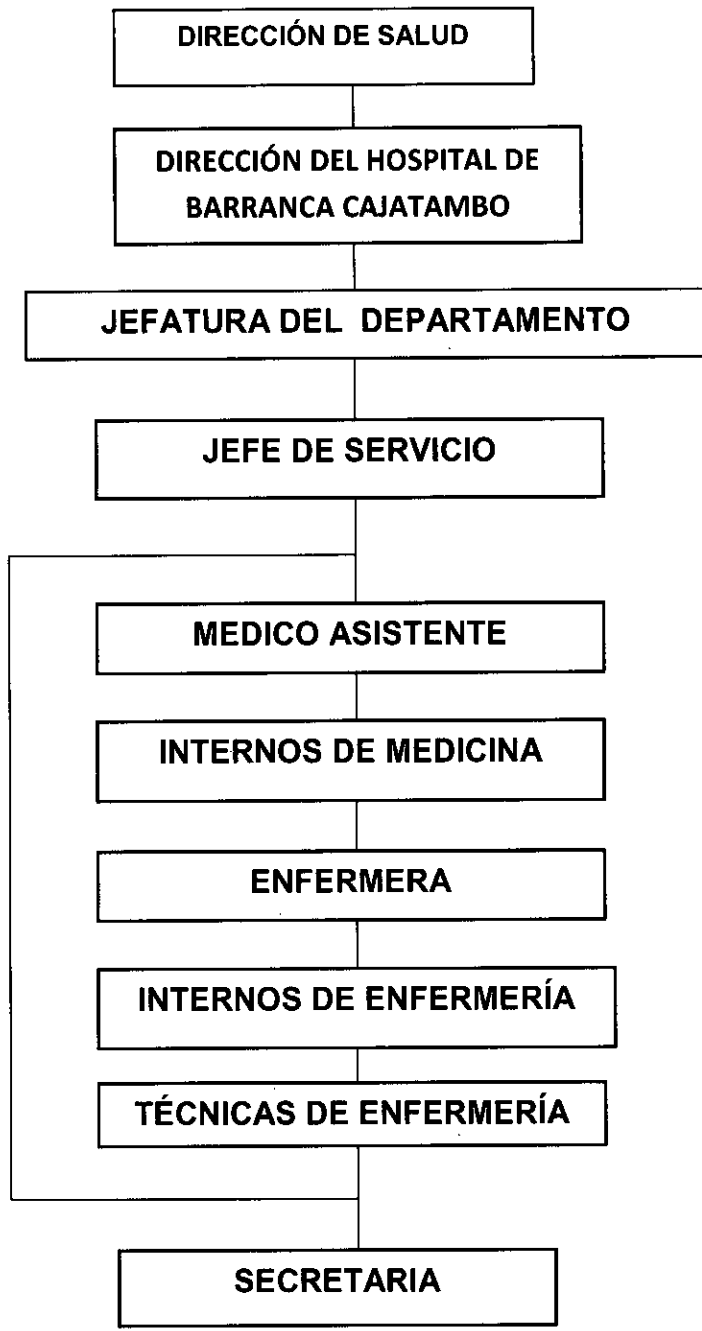 DIRECCIÓN DE SALUD
DIRECCIÓN DEL HOSPITAL DE
BARRANCA CAJATAMBO
JEFATURA DEL DEPARTAMENTO
JEFE DE SERVICIO
MEDICO ASISTENTE
INTERNOS DE MEDICINA
ENFERMERA
INTERNOS DE ENFERMERÍA
TÉCNICAS DE ENFERMERÍA
SECRETARIA